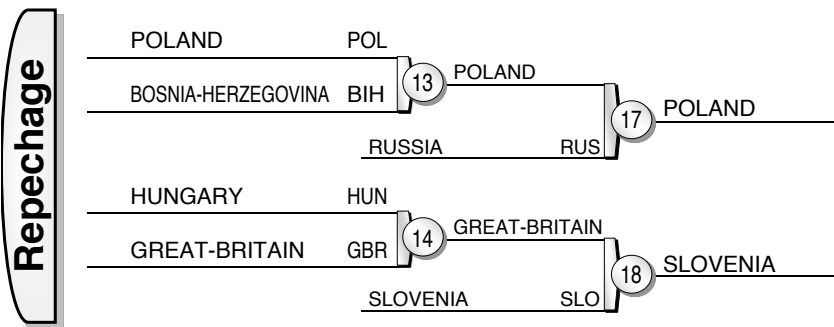 Repechage
POLAND POL
BOSNIA-HERZEGOVINA BIH
13
POLAND
RUSSIA RUS
17
POLAND
HUNGARY HUN
GREAT-BRITAIN GBR
14
GREAT-BRITAIN
SLOVENIA SLO
18
SLOVENIA